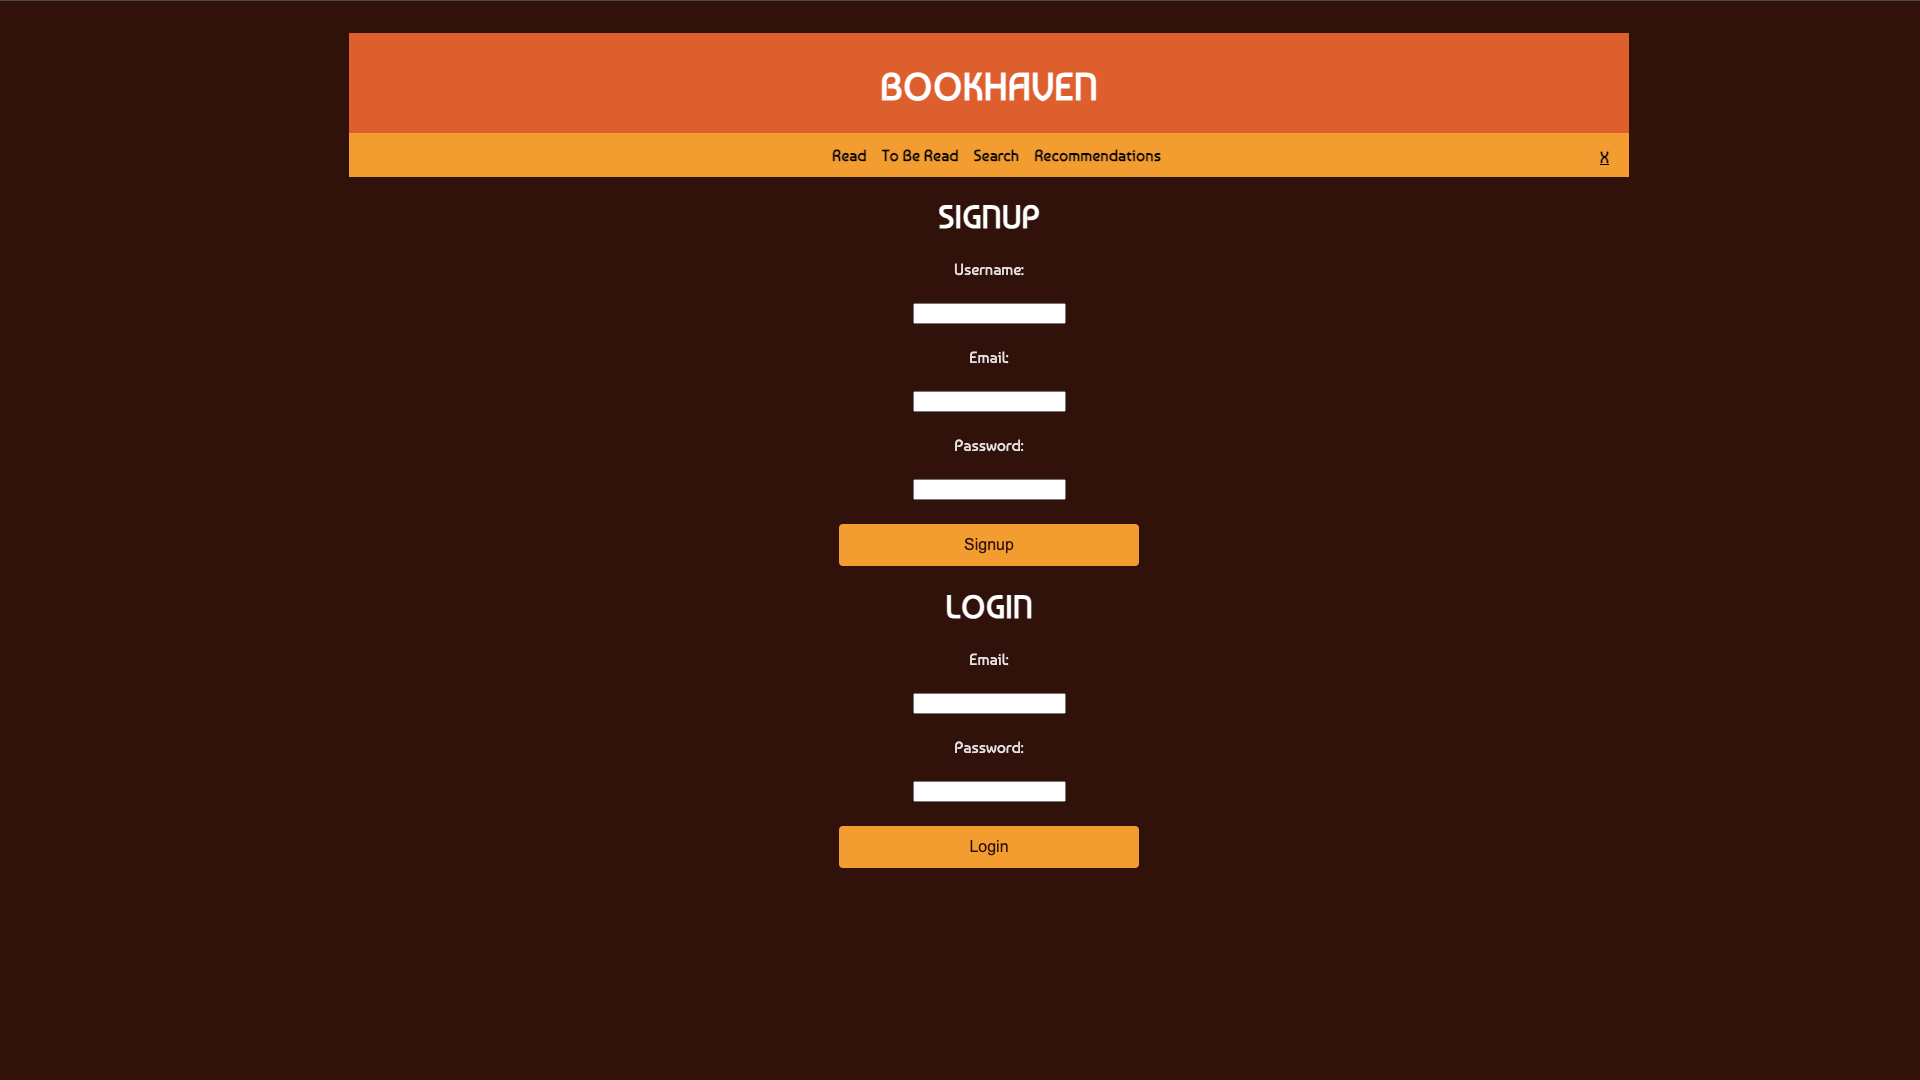 BOOKHAVEN
Read To Be Read Search Recommendations X
SIGNUP
Username:
Email:
Password:
Signup
LOGIN
Email:
Password:
Login